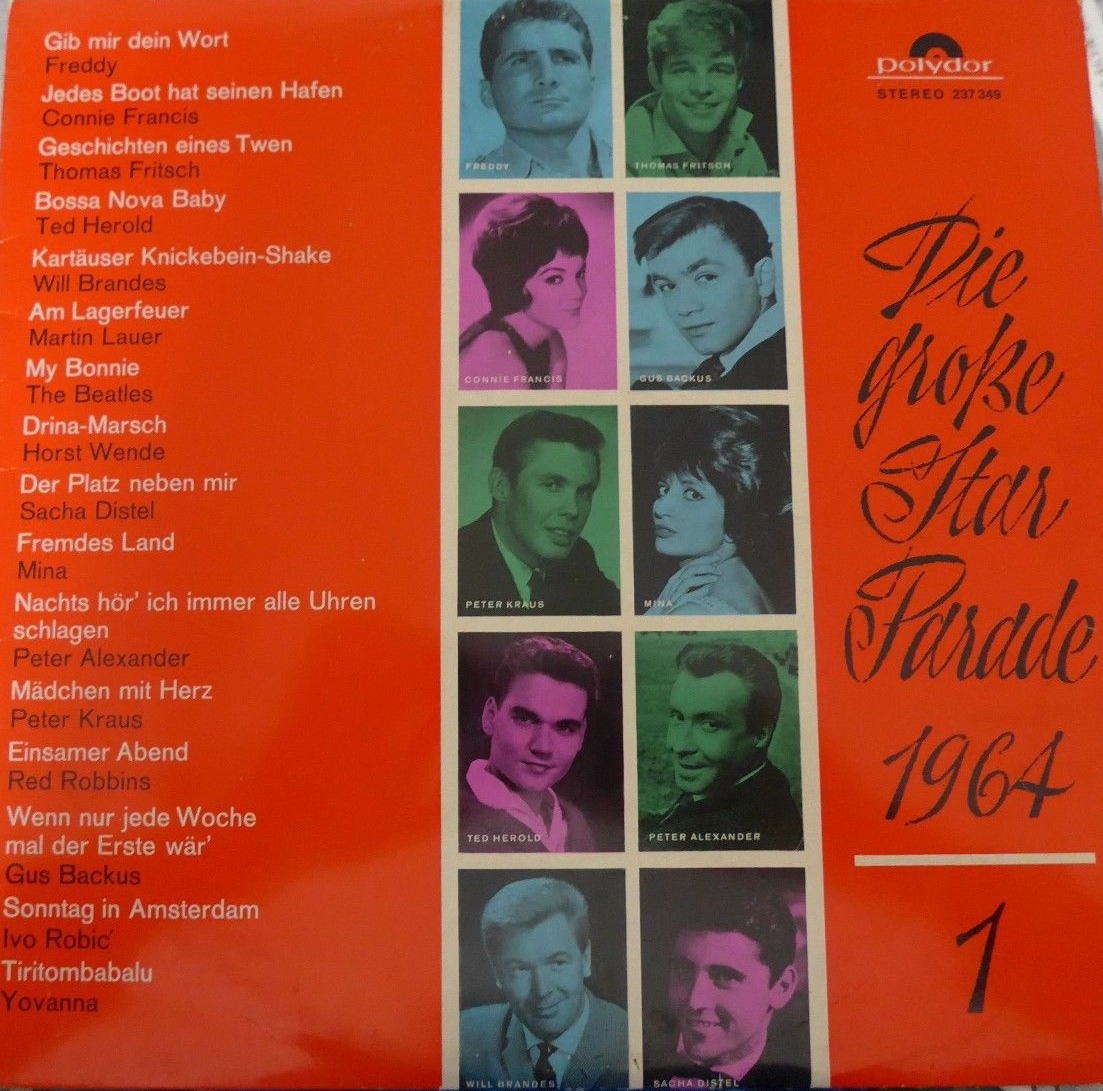 Gib mir dein Wort
Freddy
Jedes Boot hat seinen Hafen
Connie Francis
Geschichten eines Twen
Thomas Fritsch
Bossa Nova Baby
Ted Herold
Kartäuser Knickebein-Shake
Will Brandes
Am Lagerfeuer
Martin Lauer
My Bonnie
The Beatles
Drina-Marsch
Horst Wende
Der Platz neben mir
Sacha Distel
Fremdes Land
Mina
Nachts hör' ich immer alle Uhren
schlagen
Peter Alexander
Mädchen mit Herz
Peter Kraus
Einsamer Abend
Red Robbins
Wenn nur jede Woche
mal der Erste wär'
Gus Backus
Sonntag in Amsterdam
Ivo Robić
Tiritombabalu
Yovanna
FREDDY
THOMAS FRITSCH
CONNIE FRANCIS
GUS BACKUS
PETER KRAUS
MINA
TED HEROLD
PETER ALEXANDER
WILL BRANDES
SACHA DISTEL
polydor
STEREO 237 349
Die
große
Star
Parade
1964
1